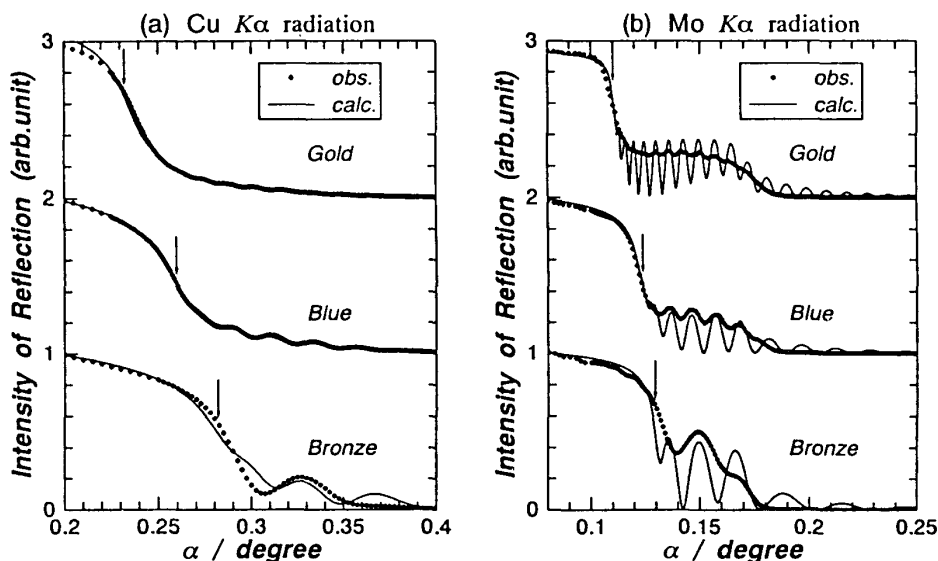 (a) Cu Kα radiation
Intensity of Reflection (arb.unit)
3
2
1
0
obs.
calc.
Gold
Blue
Bronze
0.2
0.25
0.3
0.35
0.4
α / degree
(b) Mo Kα radiation
Intensity of Reflection (arb.unit)
3
2
1
0
obs.
calc.
Gold
Blue
Bronze
0.1
0.15
0.2
0.25
α / degree